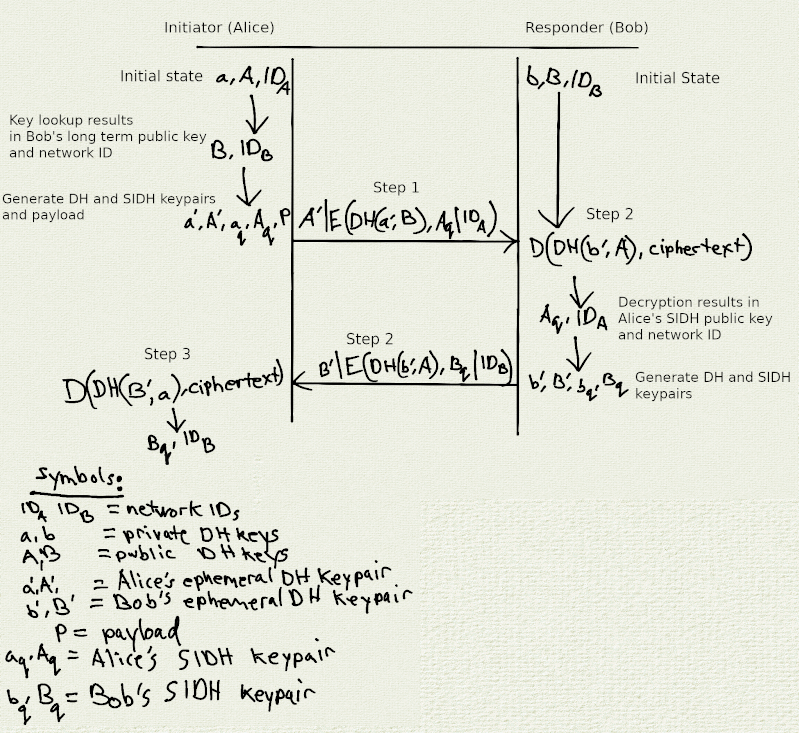 Initiator (Alice)
Responder (Bob)
Initial state a, A, ID_A
b, B, ID_B Initial State
Key lookup results
in Bob's long term public key
and network ID
B, ID_B
Generate DH and SIDH keypairs
and payload
a', A', a_q, A_q, P
Step 1
A'|E(DH(a', B), A_q|ID_A)
Step 2
D(DH(b', A), ciphertext)
A_q, ID_A
Decryption results in
Alice's SIDH public key
and network ID
b', B', b_q, B_q
Generate DH and SIDH
keypairs
Step 2
B'|E(DH(b', A), B_q|ID_B)
Step 3
D(DH(B', a), ciphertext)
B_q, ID_B
Symbols:
ID_A ID_B = network IDs
a, b = private DH keys
A, B = public DH keys
a', A', = Alice's ephemeral DH keypair
b', B' = Bob's ephemeral DH keypair
P = payload
a_q, A_q = Alice's SIDH keypair
b_q, B_q = Bob's SIDH keypair